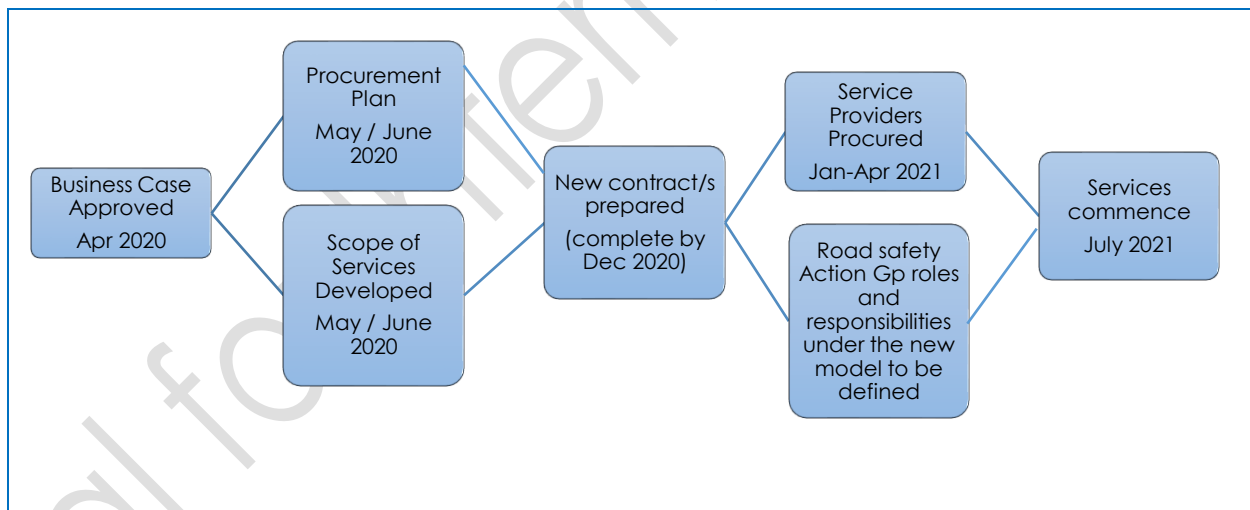 Business Case
Approved
Apr 2020
Procurement
Plan
May / June
2020
Scope of
Services
Developed
May / June
2020
New contract/s
prepared
(complete by
Dec 2020)
Service
Providers
Procured
Jan-Apr 2021
Road safety
Action Gp roles
and
responsibilities
under the new
model to be
defined
Services
commence
July 2021